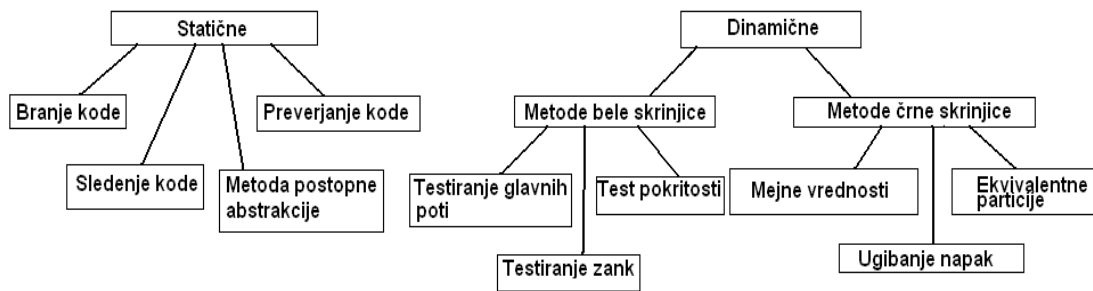 Statične
Dinamične
Branje kode
Preverjanje kode
Sledenje kode
Metoda postopne
abstrakcije
Metode bele skrinjice
Metode črne skrinjice
Testiranje glavnih
poti
Test pokritosti
Testiranje zank
Mejne vrednosti
Ekvivalentne
particije
Ugibanje napak